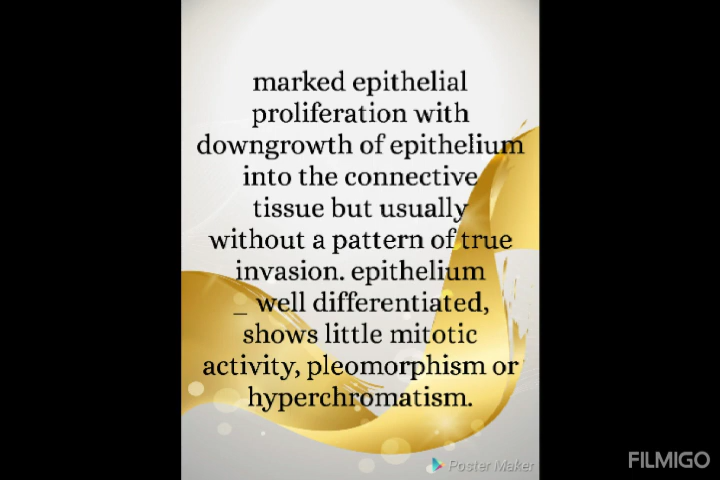 marked epithelial
proliferation with
downgrowth of epithelium
into the connective
tissue but usually
without a pattern of true
invasion. epithelium
_ well differentiated,
shows little mitotic
activity, pleomorphism or
hyperchromatism.
Poster Maker
FILMIGO